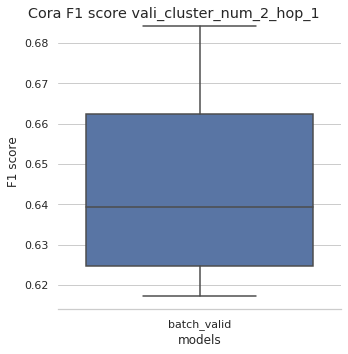 Cora F1 score vali_cluster_num_2_hop_1
0.68
0.67
0.66
0.65
0.64
0.63
0.62
F1 score
batch_valid
models